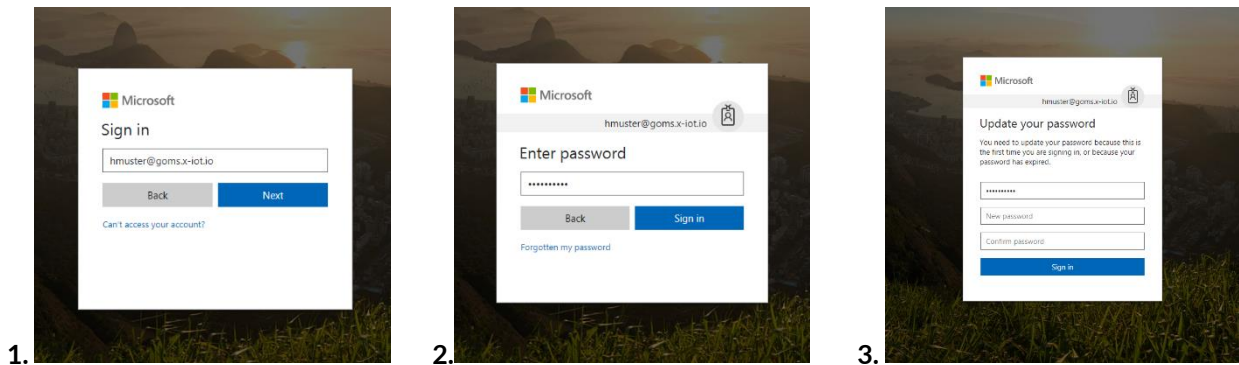 Microsoft
Sign in
hmuster@goms.x-iot.io
Back Next
Can't access your account?
1.
Microsoft
hmuster@goms.x-iot.io
Enter password
••••••••••
Back Sign in
Forgotten my password
2.
Microsoft
hmuster@goms.x-iot.io
Update your password
You need to update your password because this is
the first time you are signing in, or because your
password has expired.
••••••••••
New password
Confirm password
Sign in
3.